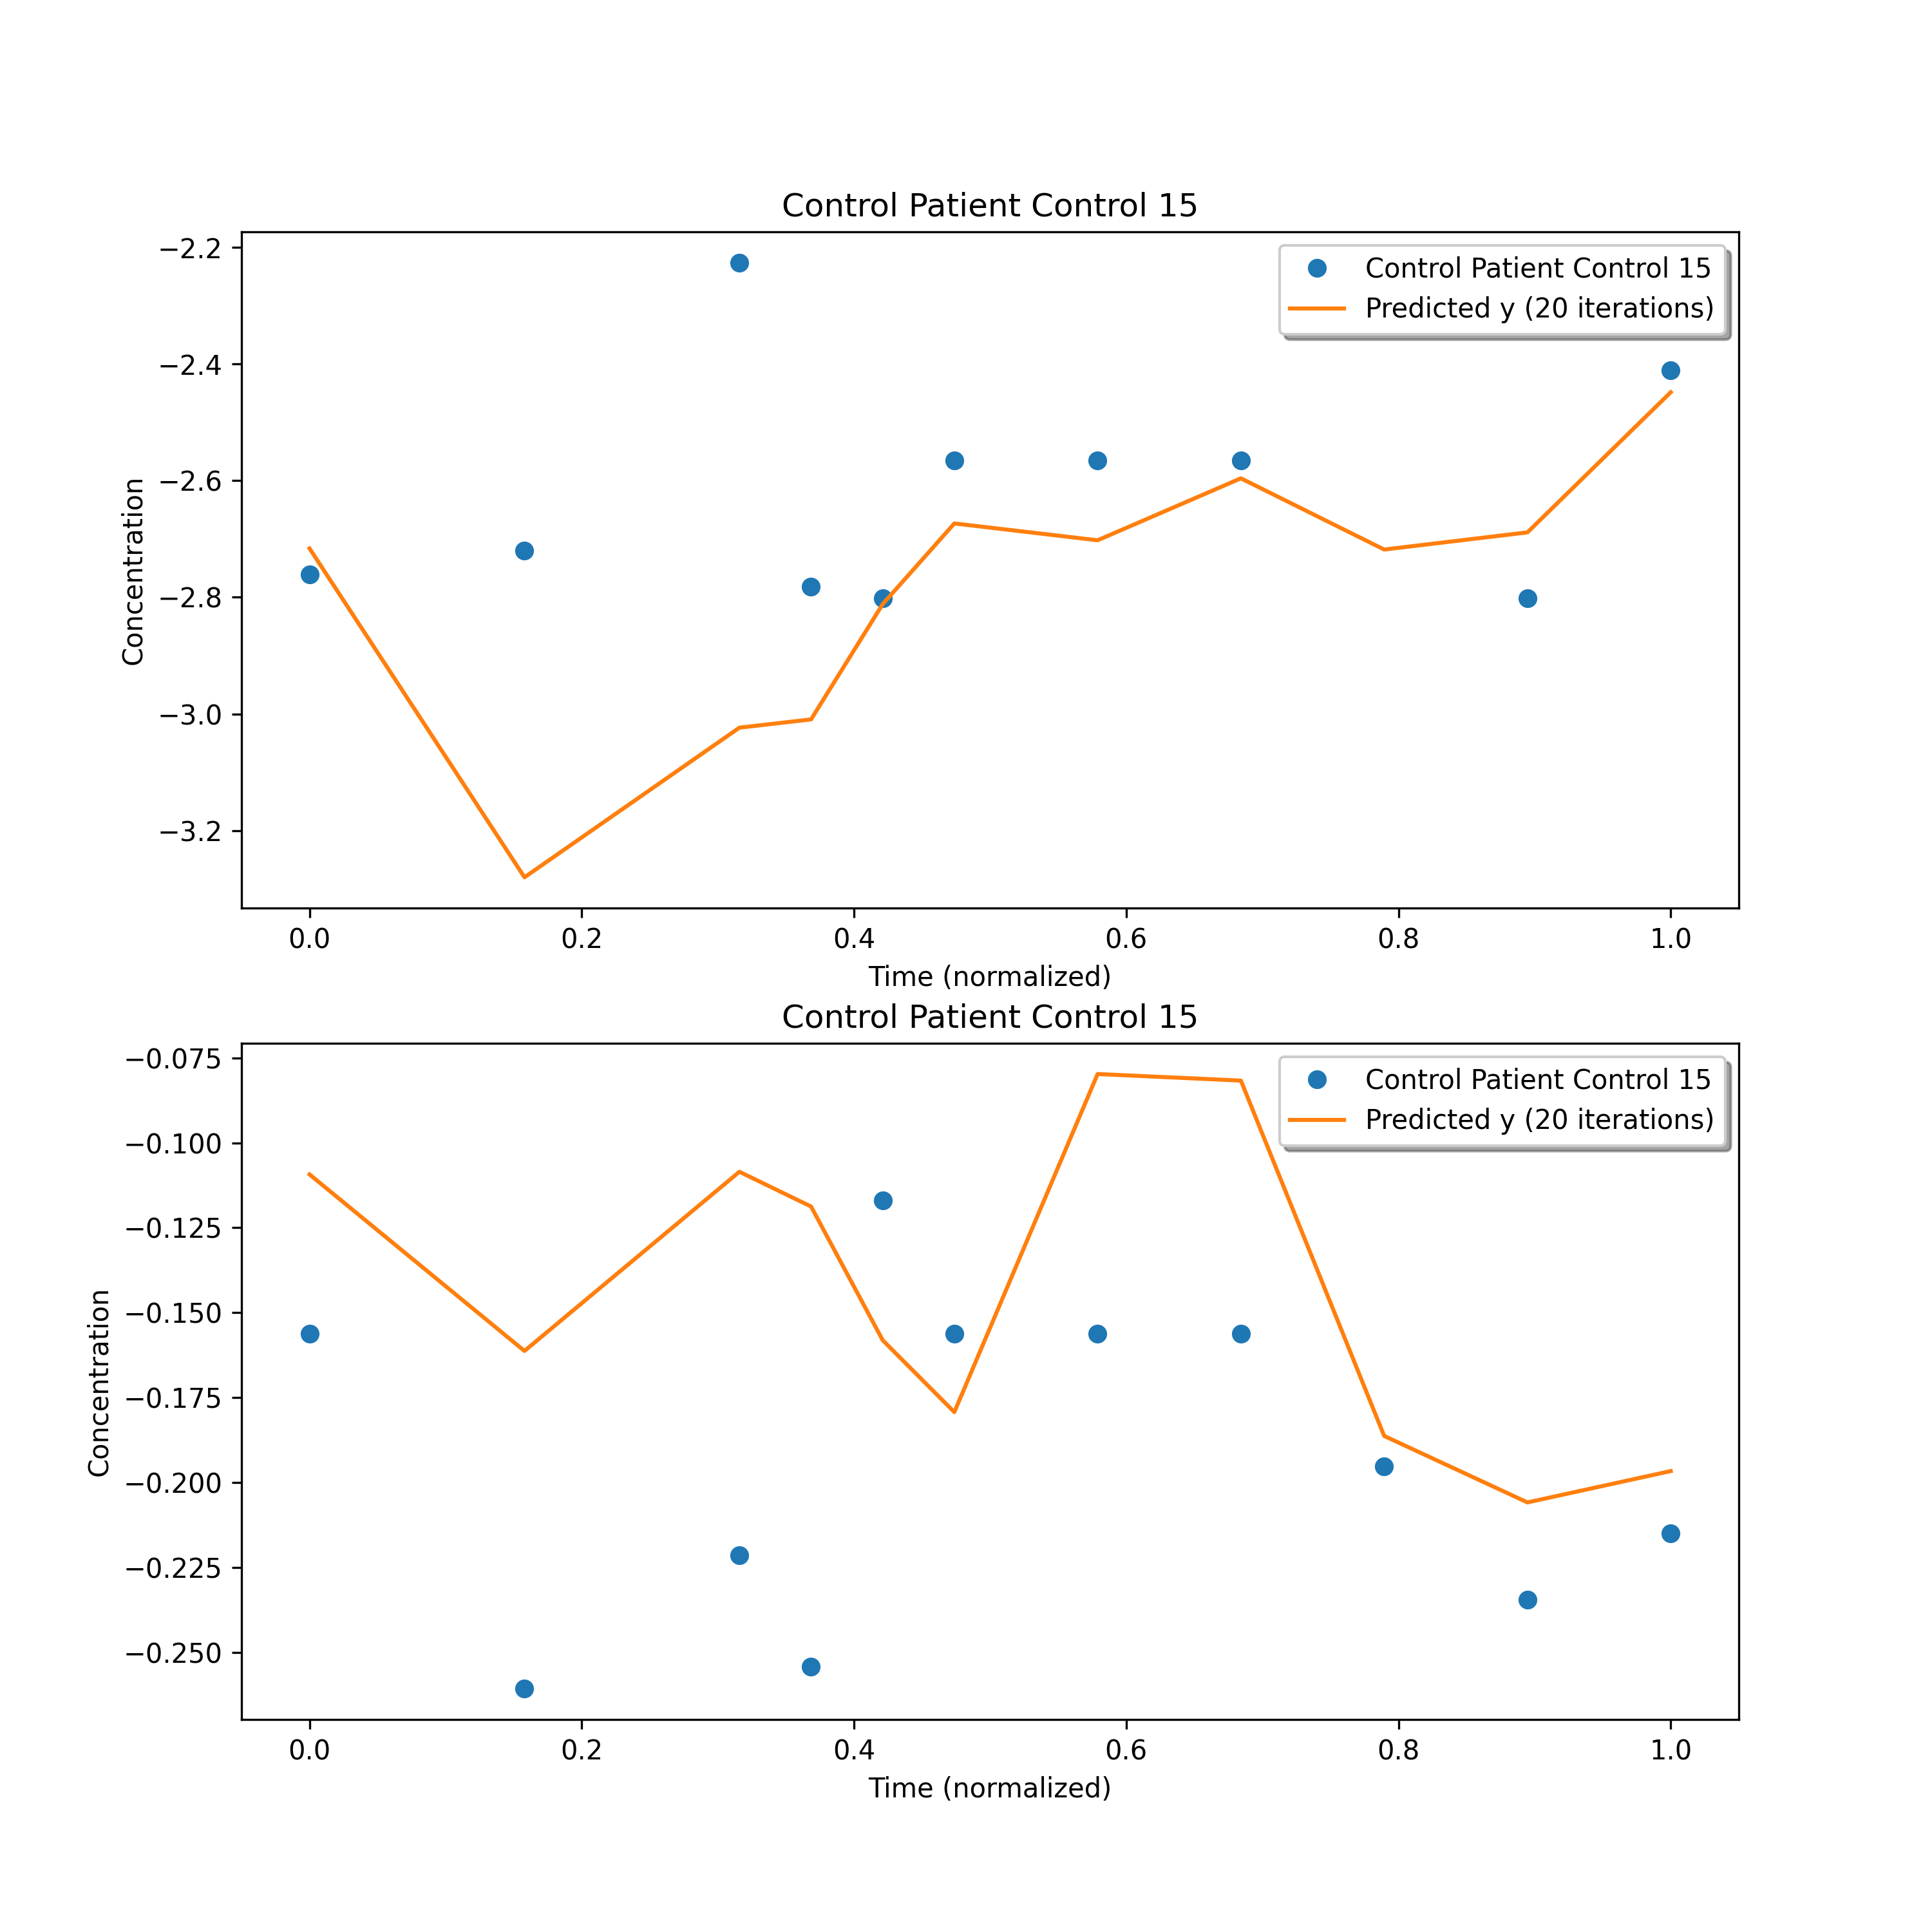 Control Patient Control 15
−2.2
−2.4
−2.6
−2.8
−3.0
−3.2
Concentration
Control Patient Control 15
Predicted y (20 iterations)
0.0 0.2 0.4 0.6 0.8 1.0
Time (normalized)
Control Patient Control 15
−0.075
−0.100
−0.125
−0.150
−0.175
−0.200
−0.225
−0.250
Concentration
Control Patient Control 15
Predicted y (20 iterations)
0.0 0.2 0.4 0.6 0.8 1.0
Time (normalized)